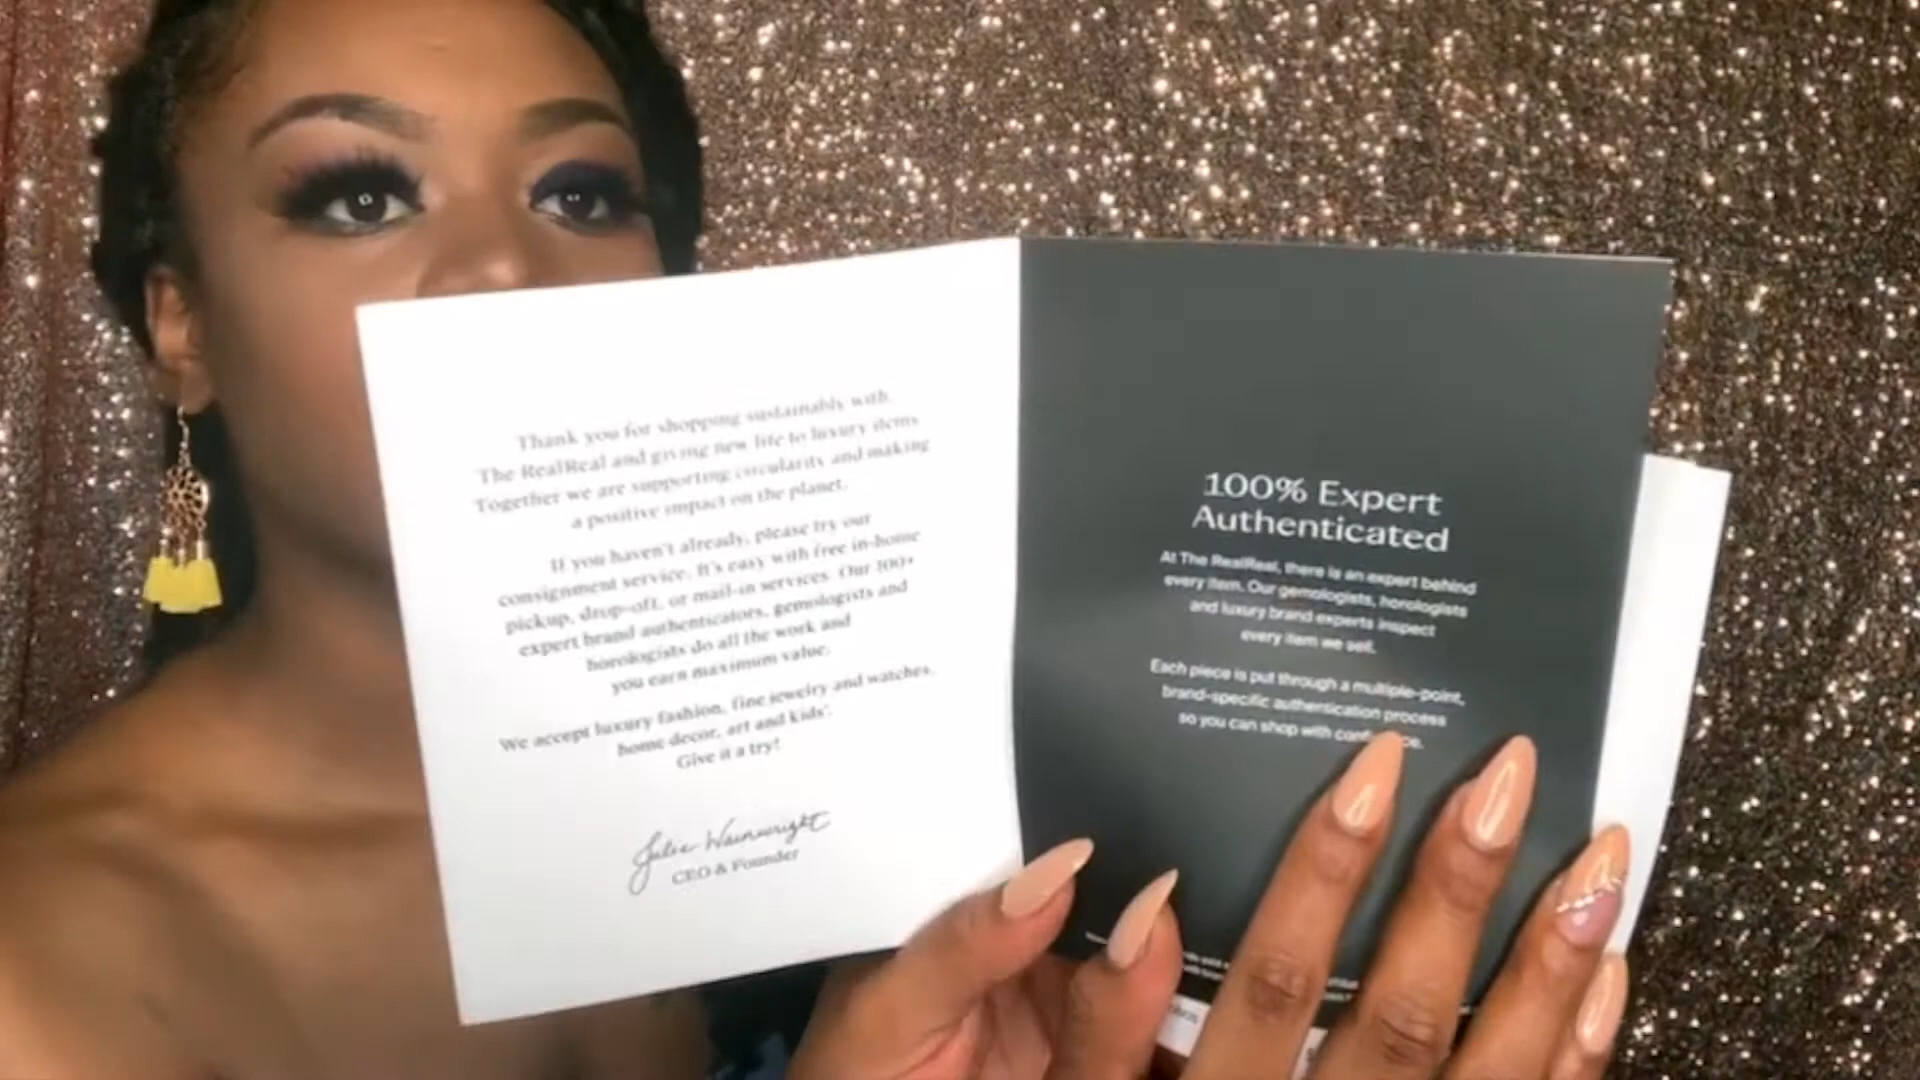 Thank you for shopping sustainably with
The RealReal and giving new life to luxury items
Together we are supporting circularity and making
a positive impact on the planet.
If you haven't already, please try our
consignment service. It's easy with free in-home
pickup, drop-off, or mail-in services. Our 100+
expert brand authenticators, gemologists and
horologists do all the work and
you earn maximum value.
We accept luxury fashion, fine jewelry and watches,
home decor, art and kids'.
Give it a try!
Julie Wainwright
CEO & Founder
100% Expert
Authenticated
At The RealReal, there is an expert behind
every item. Our gemologists, horologists
and luxury brand experts inspect
every item we sell.
Each piece is put through a multiple-point,
brand-specific authentication process
so you can shop with